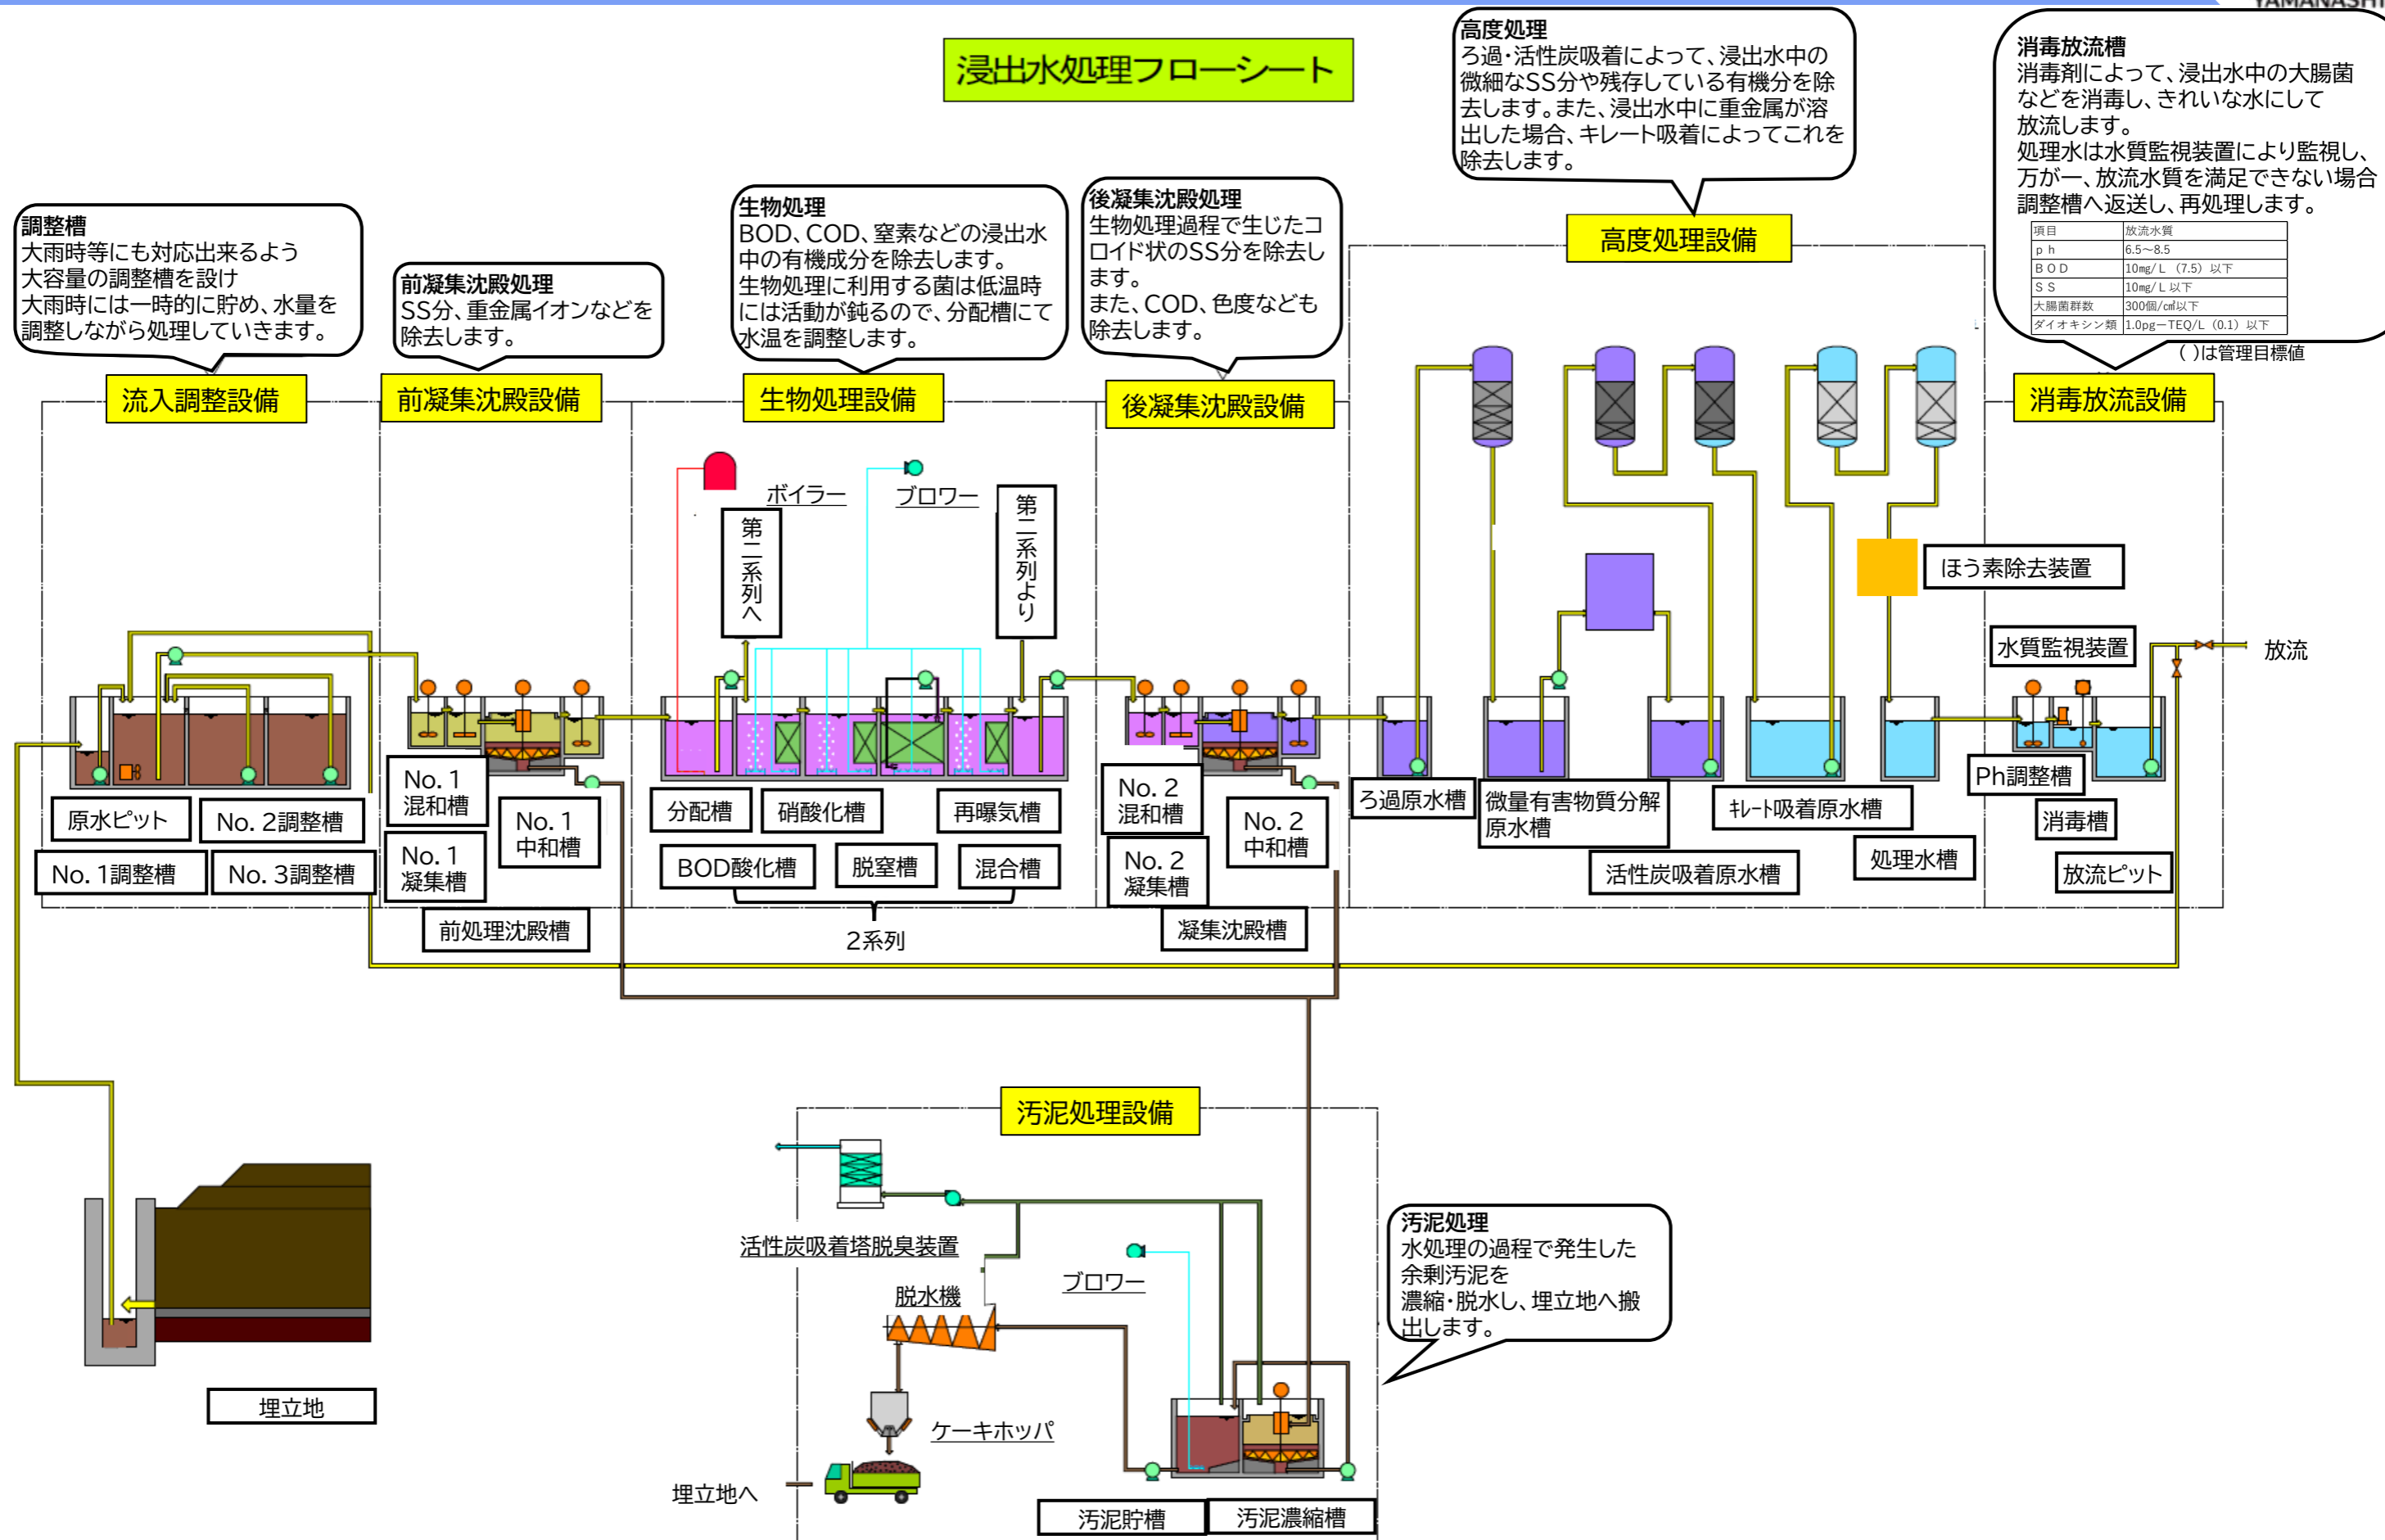 YAMANASHI
浸出水処理フローシート
調整槽
大雨時等にも対応出来るよう
大容量の調整槽を設け
大雨時には一時的に貯め、水量を
調整しながら処理していきます。
前凝集沈殿処理
SS分、重金属イオンなどを
除去します。
生物処理
BOD、COD、窒素などの浸出水
中の有機成分を除去します。
生物処理に利用する菌は低温時
には活動が鈍るので、分配槽にて
水温を調整します。
後凝集沈殿処理
生物処理過程で生じたコ
ロイド状のSS分を除去し
ます。
また、COD、色度なども
除去します。
高度処理
ろ過・活性炭吸着によって、浸出水中の
微細なSS分や残存している有機分を除
去します。また、浸出水中に重金属が溶
出した場合、キレート吸着によってこれを
除去します。
消毒放流槽
消毒剤によって、浸出水中の大腸菌
などを消毒し、きれいな水にして
放流します。
処理水は水質監視装置により監視し、
万が一、放流水質を満足できない場合
調整槽へ返送し、再処理します。
項目 放流水質
ph 6.5～8.5
BOD 10㎎/L（7.5）以下
SS 10㎎/L以下
大腸菌群数 300個/㎤以下
ダイオキシン類 1.0pg－TEQ/L（0.1）以下
( )は管理目標値
流入調整設備
前凝集沈殿設備
生物処理設備
後凝集沈殿設備
高度処理設備
消毒放流設備
ボイラー
ブロワー
第二系列へ
第二系列より
ほう素除去装置
水質監視装置
放流
原水ピット
No. 2調整槽
No. 1調整槽
No. 3調整槽
No. 1
混和槽
No. 1
中和槽
No. 1
凝集槽
前処理沈殿槽
分配槽
硝酸化槽
再曝気槽
BOD酸化槽
脱窒槽
混合槽
2系列
No. 2
混和槽
No. 2
中和槽
No. 2
凝集槽
凝集沈殿槽
ろ過原水槽
微量有害物質分解
原水槽
ｷﾚｰﾄ吸着原水槽
活性炭吸着原水槽
処理水槽
Ph調整槽
消毒槽
放流ピット
埋立地
汚泥処理設備
活性炭吸着塔脱臭装置
脱水機
ブロワー
ケーキホッパ
埋立地へ
汚泥貯槽
汚泥濃縮槽
汚泥処理
水処理の過程で発生した
余剰汚泥を
濃縮・脱水し、埋立地へ搬
出します。